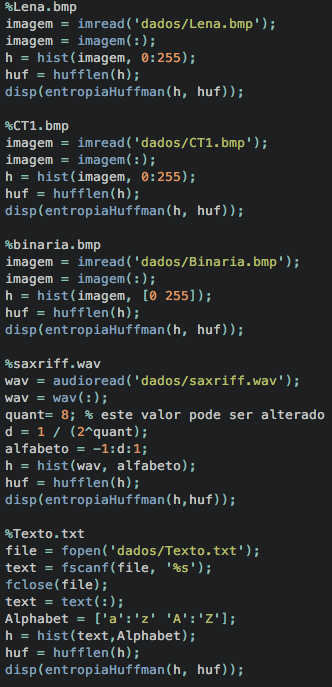 %Lena.bmp
imagem = imread('dados/Lena.bmp');
imagem = imagem(:);
h = hist(imagem, 0:255);
huf = hufflen(h);
disp(entropiaHuffman(h, huf));

%CT1.bmp
imagem = imread('dados/CT1.bmp');
imagem = imagem(:);
h = hist(imagem, 0:255);
huf = hufflen(h);
disp(entropiaHuffman(h, huf));

%binaria.bmp
imagem = imread('dados/Binaria.bmp');
imagem = imagem(:);
h = hist(imagem, [0 255]);
huf = hufflen(h);
disp(entropiaHuffman(h, huf));

%saxriff.wav
wav = audioread('dados/saxriff.wav');
wav = wav(:);
quant= 8; % este valor pode ser alterado
d = 1 / (2^quant);
alfabeto = -1:d:1;
h = hist(wav, alfabeto);
huf = hufflen(h);
disp(entropiaHuffman(h,huf));

%Texto.txt
file = fopen('dados/Texto.txt');
text = fscanf(file, '%s');
fclose(file);
text = text(:);
Alphabet = ['a':'z' 'A':'Z'];
h = hist(text,Alphabet);
huf = hufflen(h);
disp(entropiaHuffman(h, huf));